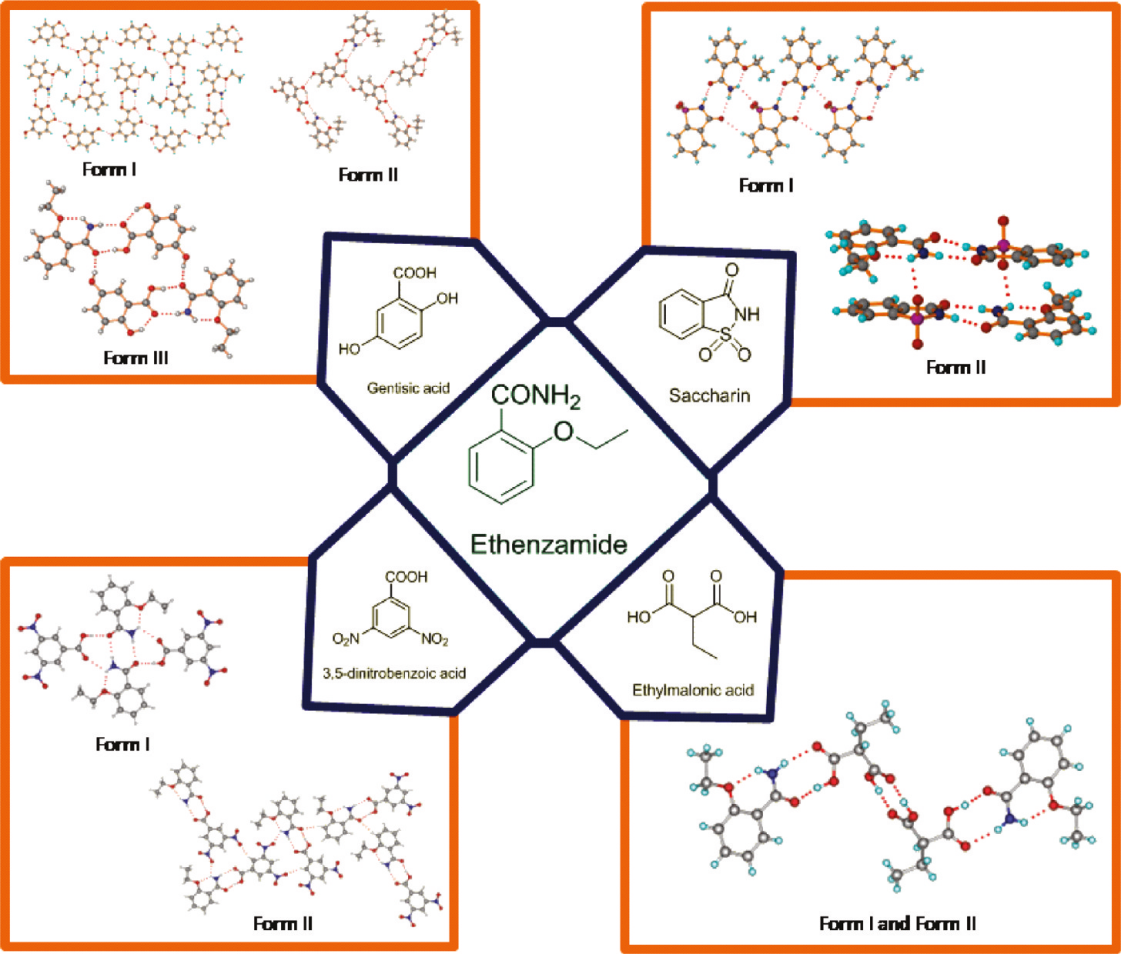 Form I
Form II
Form III
Form I
Form II
COOH
OH
HO
Gentisic acid
O
NH
S
O O
Saccharin
CONH2
O
Ethenzamide
COOH
O2N NO2
3,5-dinitrobenzoic acid
O O
HO OH
Ethylmalonic acid
Form I
Form II
Form I and Form II